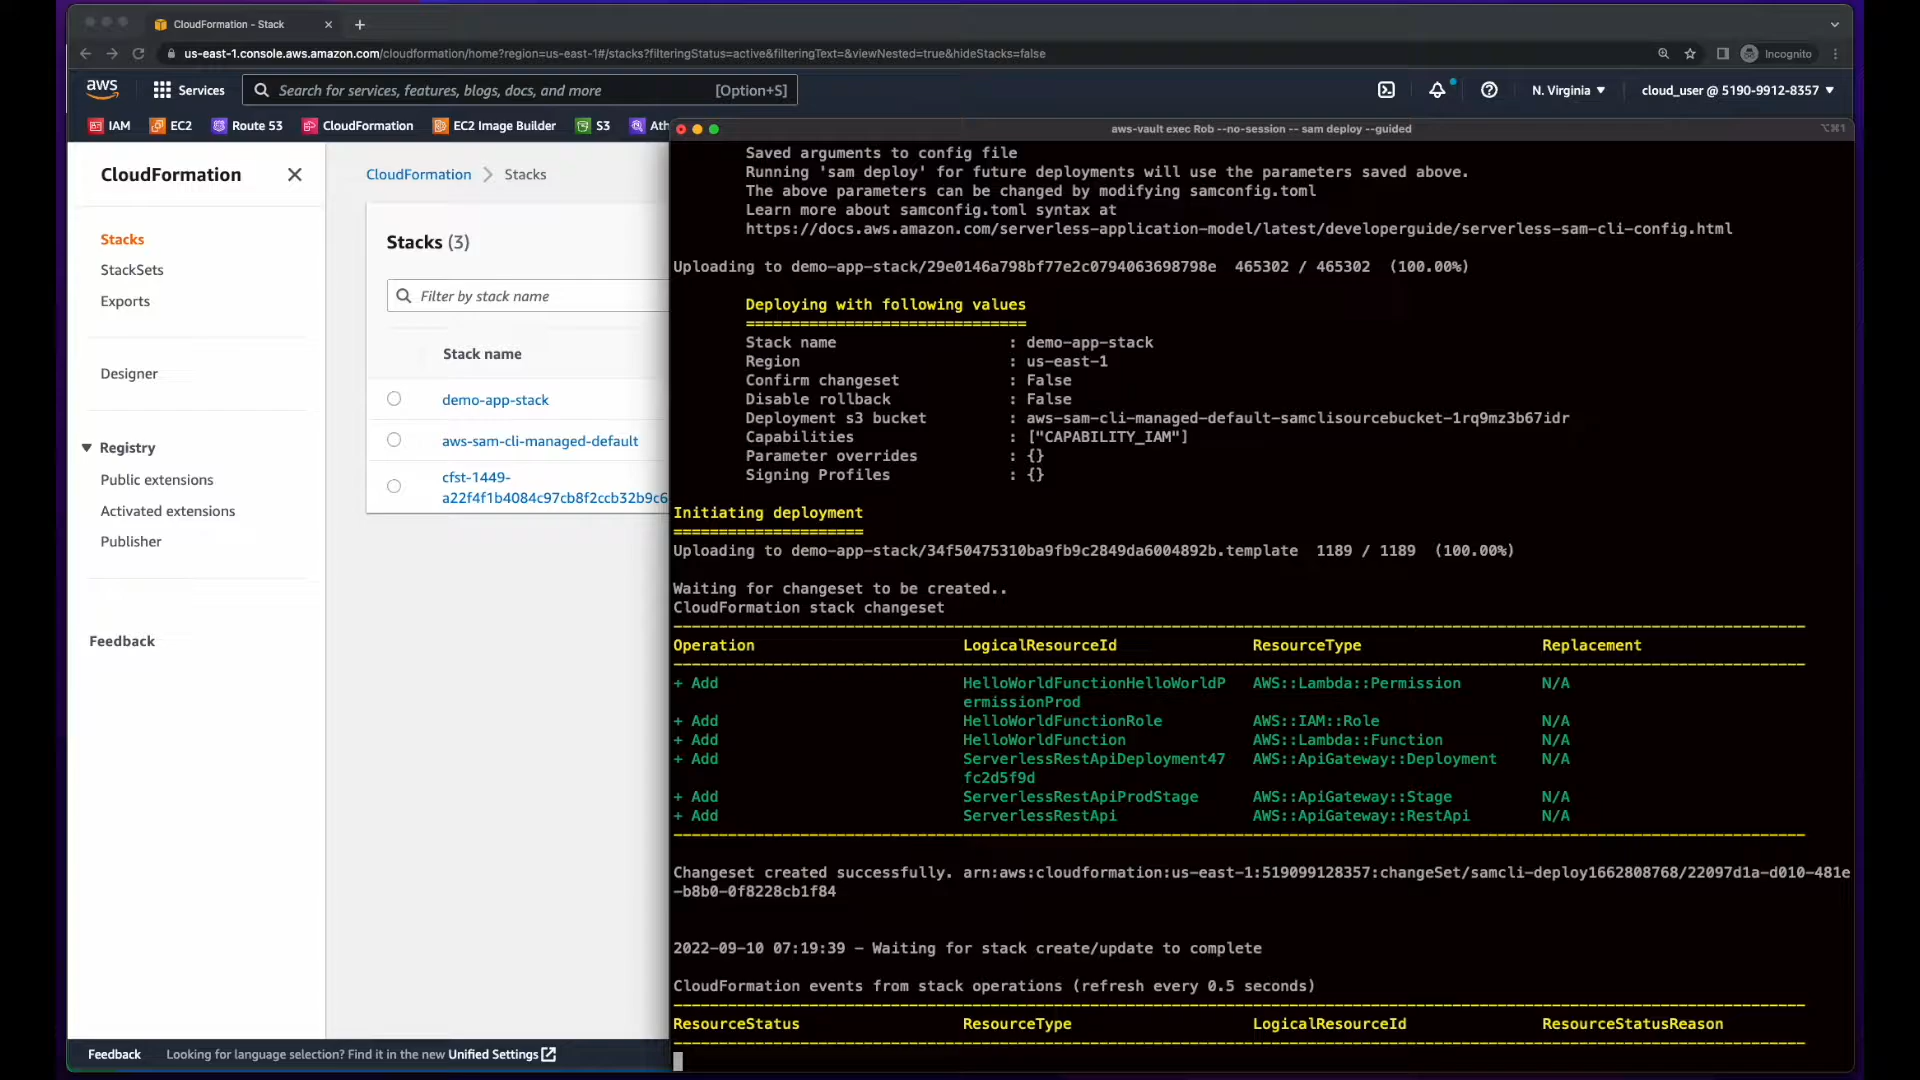 CloudFormation - Stack
us-east-1.console.aws.amazon.com/cloudformation/home?region=us-east-1#/stacks?filteringStatus=active&filteringText=&viewNested=true&hideStacks=false
Incognito
aws
Services
Search for services, features, blogs, docs, and more
[Option+S]
N. Virginia
cloud_user @ 5190-9912-8357
IAM
EC2
Route 53
CloudFormation
EC2 Image Builder
S3
Ath
CloudFormation
Stacks
StackSets
Exports
Designer
Registry
Public extensions
Activated extensions
Publisher
Feedback
CloudFormation
Stacks
Stacks (3)
Filter by stack name
Stack name
demo-app-stack
aws-sam-cli-managed-default
cfst-1449-
a22f4f1b4084c97cb8f2ccb32b9c6
aws-vault exec Rob --no-session -- sam deploy --guided
⌥⌘1
Saved arguments to config file
Running 'sam deploy' for future deployments will use the parameters saved above.
The above parameters can be changed by modifying samconfig.toml
Learn more about samconfig.toml syntax at
https://docs.aws.amazon.com/serverless-application-model/latest/developerguide/serverless-sam-cli-config.html
Uploading to demo-app-stack/29e0146a798bf77e2c0794063698798e 465302 / 465302 (100.00%)
Deploying with following values
===============================
Stack name : demo-app-stack
Region : us-east-1
Confirm changeset : False
Disable rollback : False
Deployment s3 bucket : aws-sam-cli-managed-default-samclisourcebucket-1rq9mz3b67idr
Capabilities : ["CAPABILITY_IAM"]
Parameter overrides : {}
Signing Profiles : {}
Initiating deployment
=====================
Uploading to demo-app-stack/34f50475310ba9fb9c2849da6004892b.template 1189 / 1189 (100.00%)
Waiting for changeset to be created..
CloudFormation stack changeset
Operation LogicalResourceId ResourceType Replacement
+ Add HelloWorldFunctionHelloWorldP AWS::Lambda::Permission N/A
ermissionProd
+ Add HelloWorldFunctionRole AWS::IAM::Role N/A
+ Add HelloWorldFunction AWS::Lambda::Function N/A
+ Add ServerlessRestApiDeployment47 AWS::ApiGateway::Deployment N/A
fc2d5f9d
+ Add ServerlessRestApiProdStage AWS::ApiGateway::Stage N/A
+ Add ServerlessRestApi AWS::ApiGateway::RestApi N/A
Changeset created successfully. arn:aws:cloudformation:us-east-1:519099128357:changeSet/samcli-deploy1662808768/22097d1a-d010-481e
-b8b0-0f8228cb1f84
2022-09-10 07:19:39 - Waiting for stack create/update to complete
CloudFormation events from stack operations (refresh every 0.5 seconds)
ResourceStatus ResourceType LogicalResourceId ResourceStatusReason
Feedback
Looking for language selection? Find it in the new Unified Settings